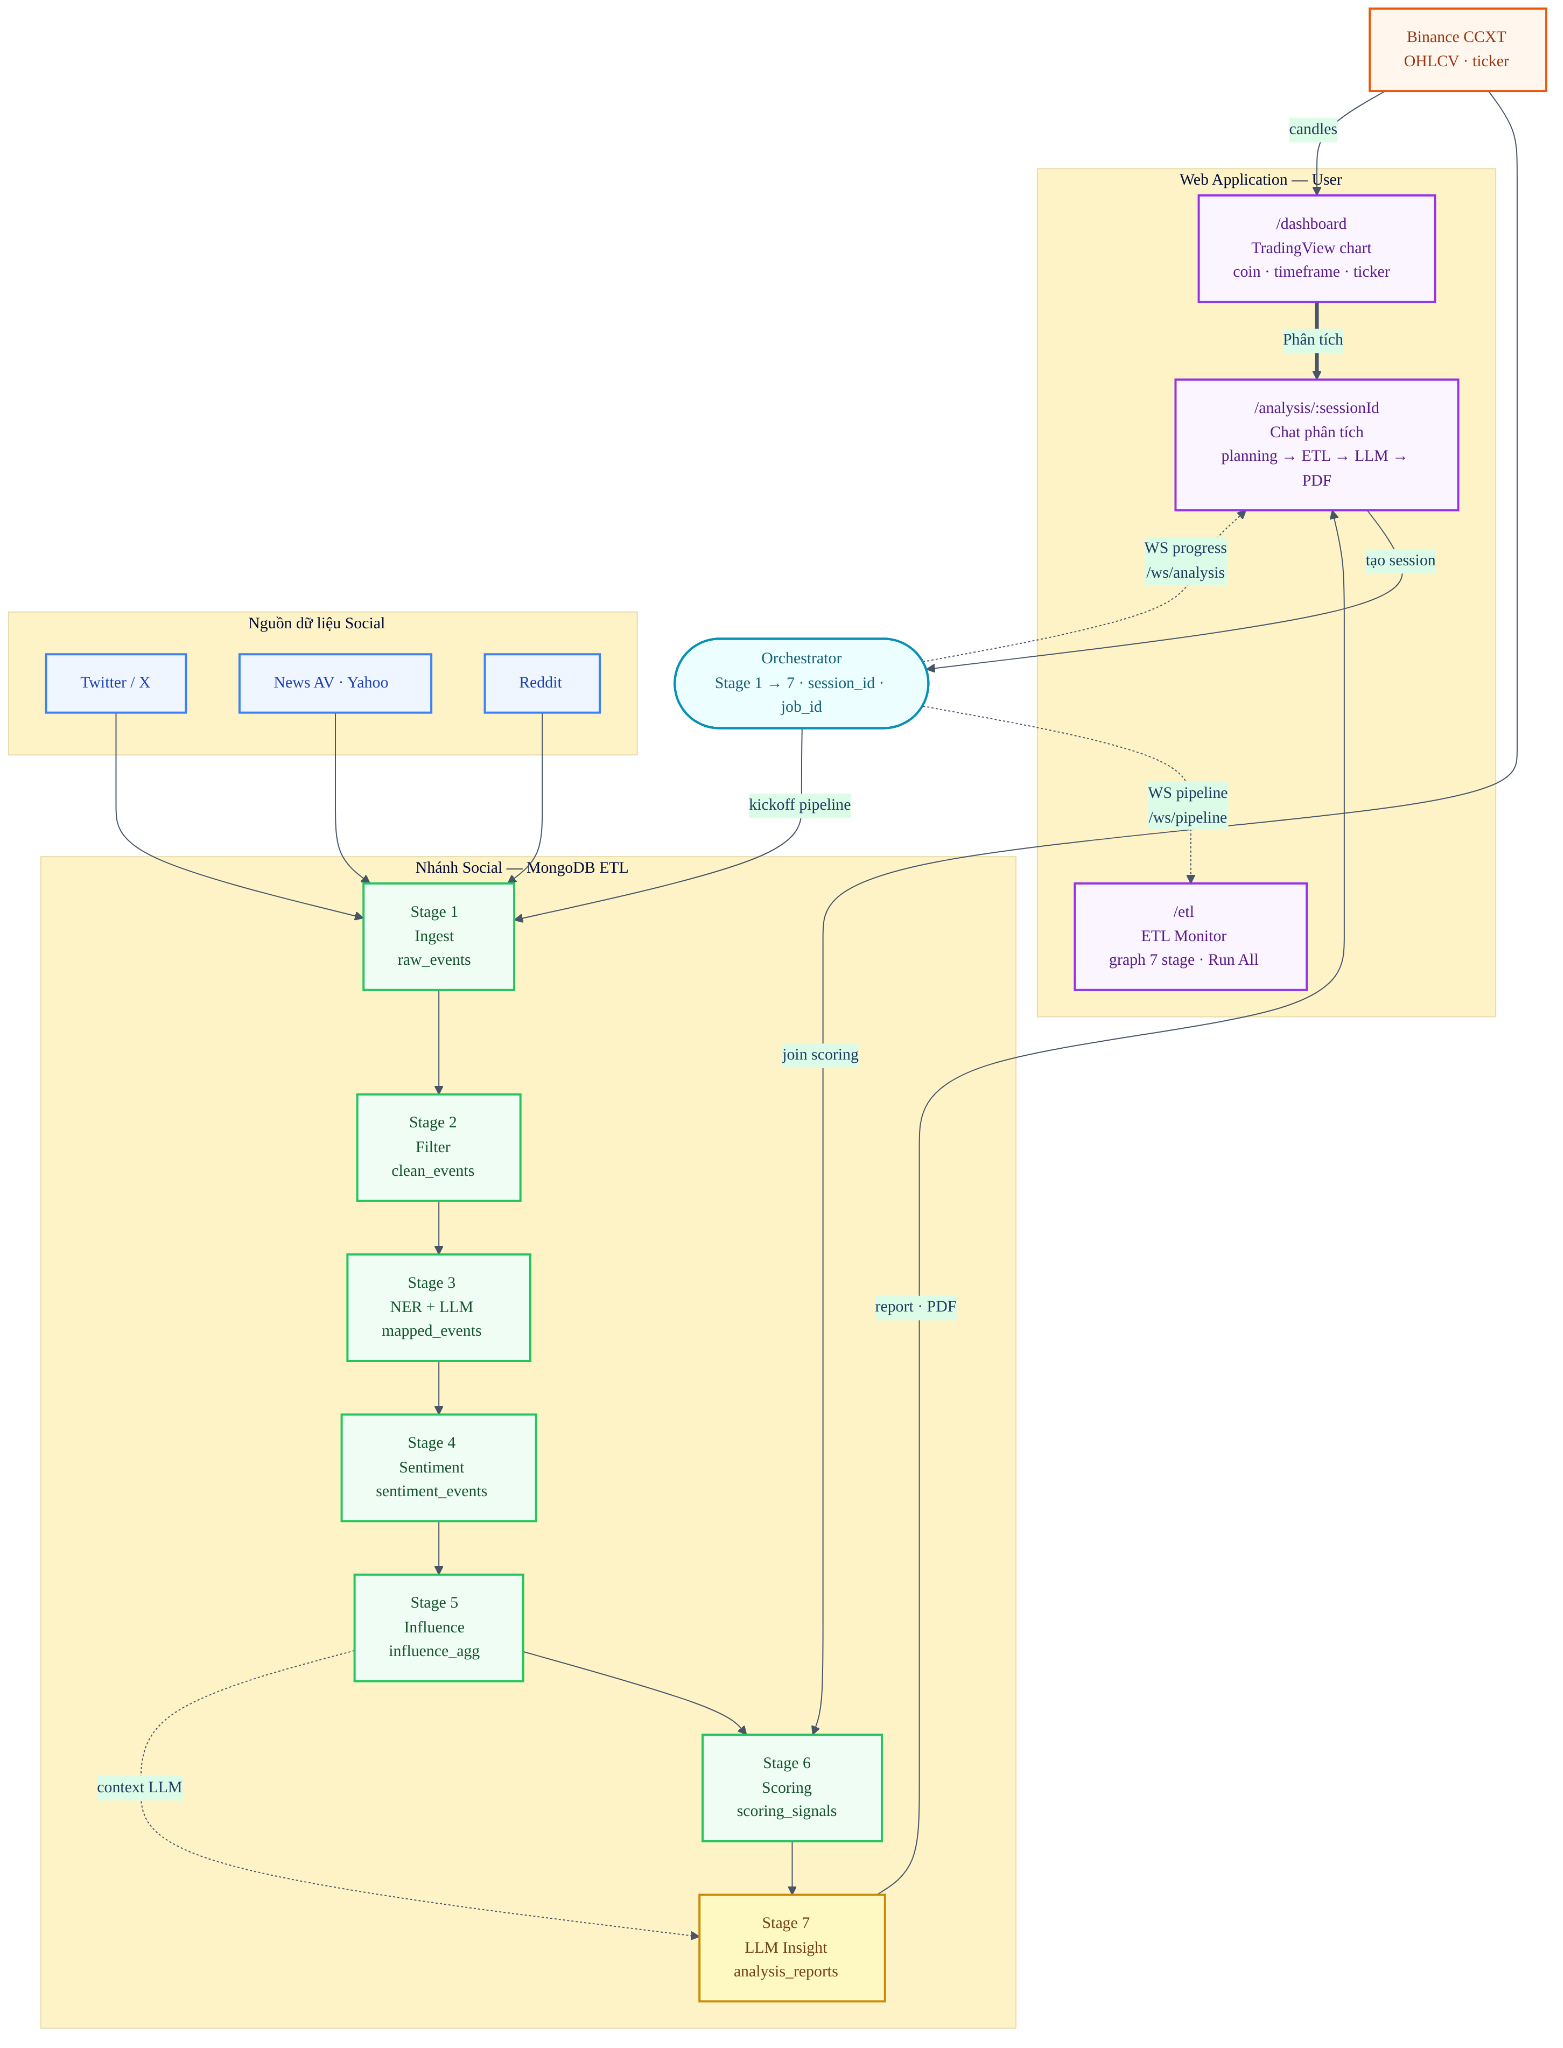 Binance CCXT
OHLCV · ticker
candles
Web Application — User
/dashboard
TradingView chart
coin · timeframe · ticker
Phân tích
/analysis/:sessionId
Chat phân tích
planning → ETL → LLM →
PDF
WS progress
/ws/analysis
tạo session
Nguồn dữ liệu Social
Twitter / X
News AV · Yahoo
Reddit
Orchestrator
Stage 1 → 7 · session_id ·
job_id
kickoff pipeline
WS pipeline
/ws/pipeline
Nhánh Social — MongoDB ETL
Stage 1
Ingest
raw_events
/etl
ETL Monitor
graph 7 stage · Run All
join scoring
Stage 2
Filter
clean_events
Stage 3
NER + LLM
mapped_events
report · PDF
Stage 4
Sentiment
sentiment_events
Stage 5
Influence
influence_agg
context LLM
Stage 6
Scoring
scoring_signals
Stage 7
LLM Insight
analysis_reports